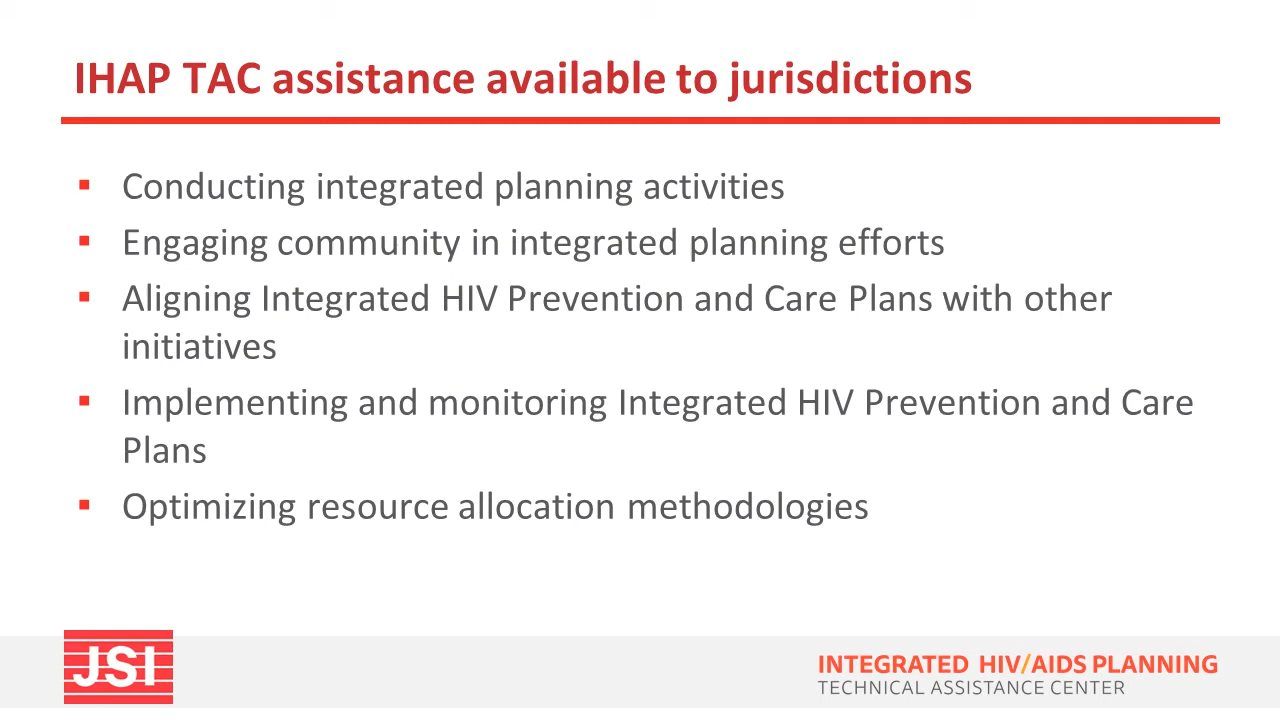 IHAP TAC assistance available to jurisdictions
▪ Conducting integrated planning activities
▪ Engaging community in integrated planning efforts
▪ Aligning Integrated HIV Prevention and Care Plans with other
initiatives
▪ Implementing and monitoring Integrated HIV Prevention and Care
Plans
▪ Optimizing resource allocation methodologies
JSI
INTEGRATED HIV/AIDS PLANNING
TECHNICAL ASSISTANCE CENTER